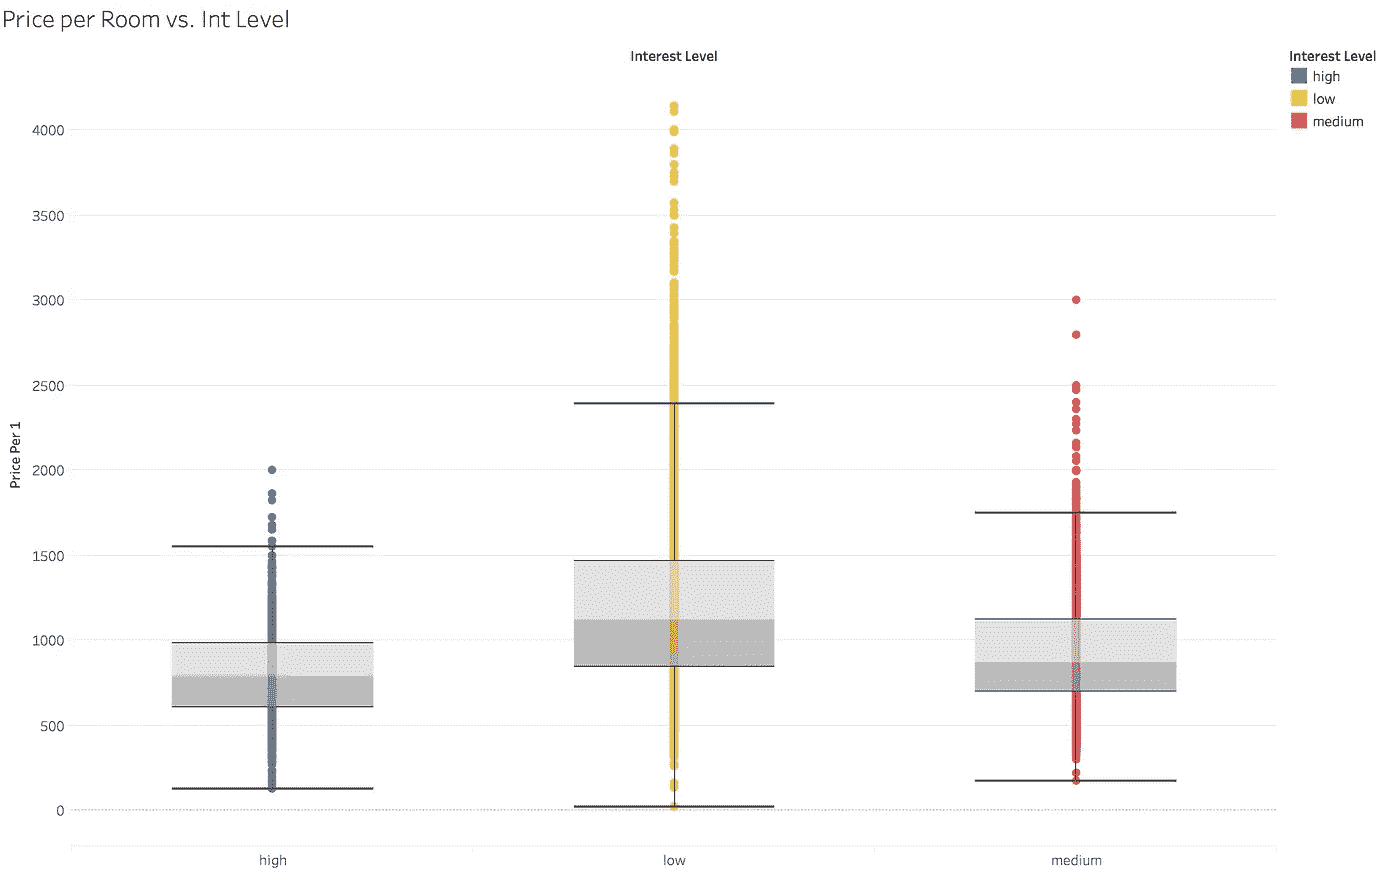 Price per Room vs. Int Level
Interest Level
Interest Level
high
low
medium
4000
3500
3000
2500
2000
1500
1000
500
0
Price Per 1
high
low
medium